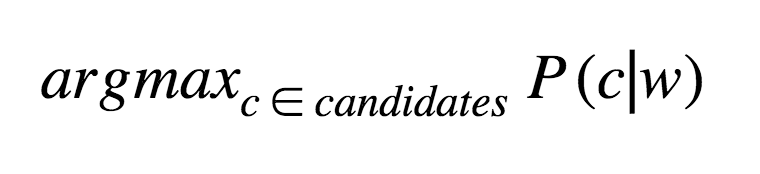 argmax_{c ∈ candidates} P(c|w)